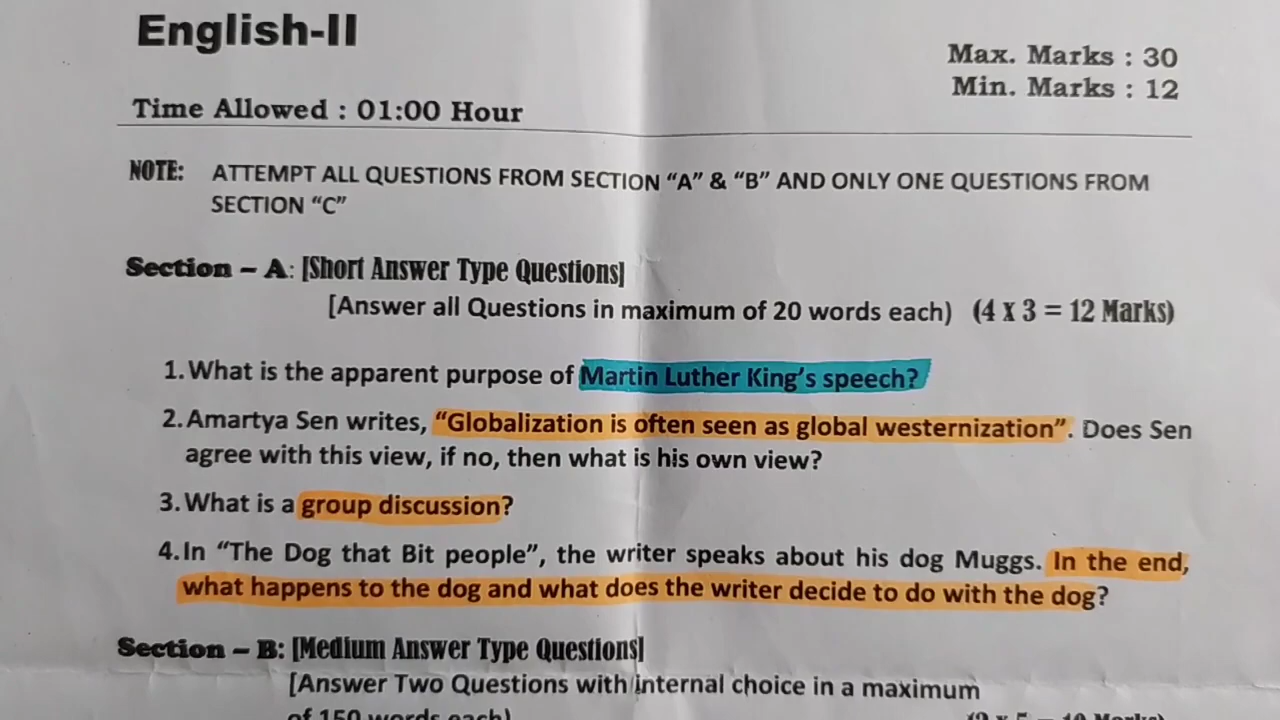 English-II
Max. Marks : 30
Min. Marks : 12
Time Allowed : 01:00 Hour
NOTE: ATTEMPT ALL QUESTIONS FROM SECTION “A” & “B” AND ONLY ONE QUESTIONS FROM
SECTION “C”
Section – A: [Short Answer Type Questions]
[Answer all Questions in maximum of 20 words each) (4 x 3 = 12 Marks)
1. What is the apparent purpose of Martin Luther King’s speech?
2. Amartya Sen writes, “Globalization is often seen as global westernization”. Does Sen
agree with this view, if no, then what is his own view?
3. What is a group discussion?
4. In “The Dog that Bit people”, the writer speaks about his dog Muggs. In the end,
what happens to the dog and what does the writer decide to do with the dog?
Section – B: [Medium Answer Type Questions]
[Answer Two Questions with internal choice in a maximum
of 150 words each)